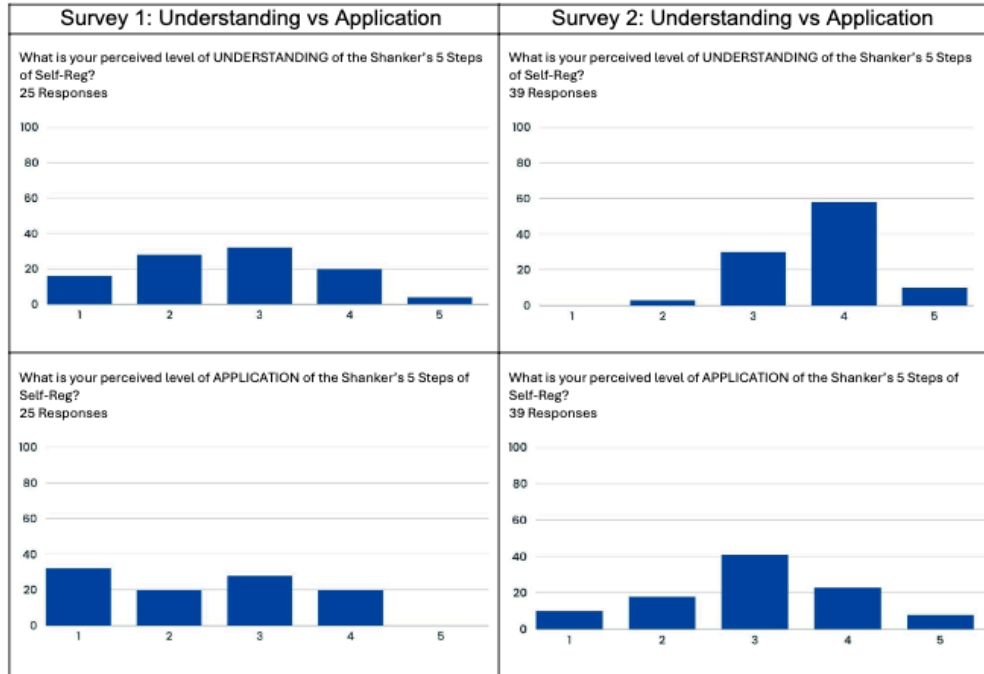 Survey 1: Understanding vs Application
Survey 2: Understanding vs Application
What is your perceived level of UNDERSTANDING of the Shanker's 5 Steps
of Self-Reg?
25 Responses
100
80
60
40
20
0
1 2 3 4 5
What is your perceived level of UNDERSTANDING of the Shanker's 5 Steps
of Self-Reg?
39 Responses
100
80
60
40
20
0
1 2 3 4 5
What is your perceived level of APPLICATION of the Shanker's 5 Steps of
Self-Reg?
25 Responses
100
80
60
40
20
0
1 2 3 4 5
What is your perceived level of APPLICATION of the Shanker's 5 Steps of
Self-Reg?
39 Responses
100
80
60
40
20
0
1 2 3 4 5